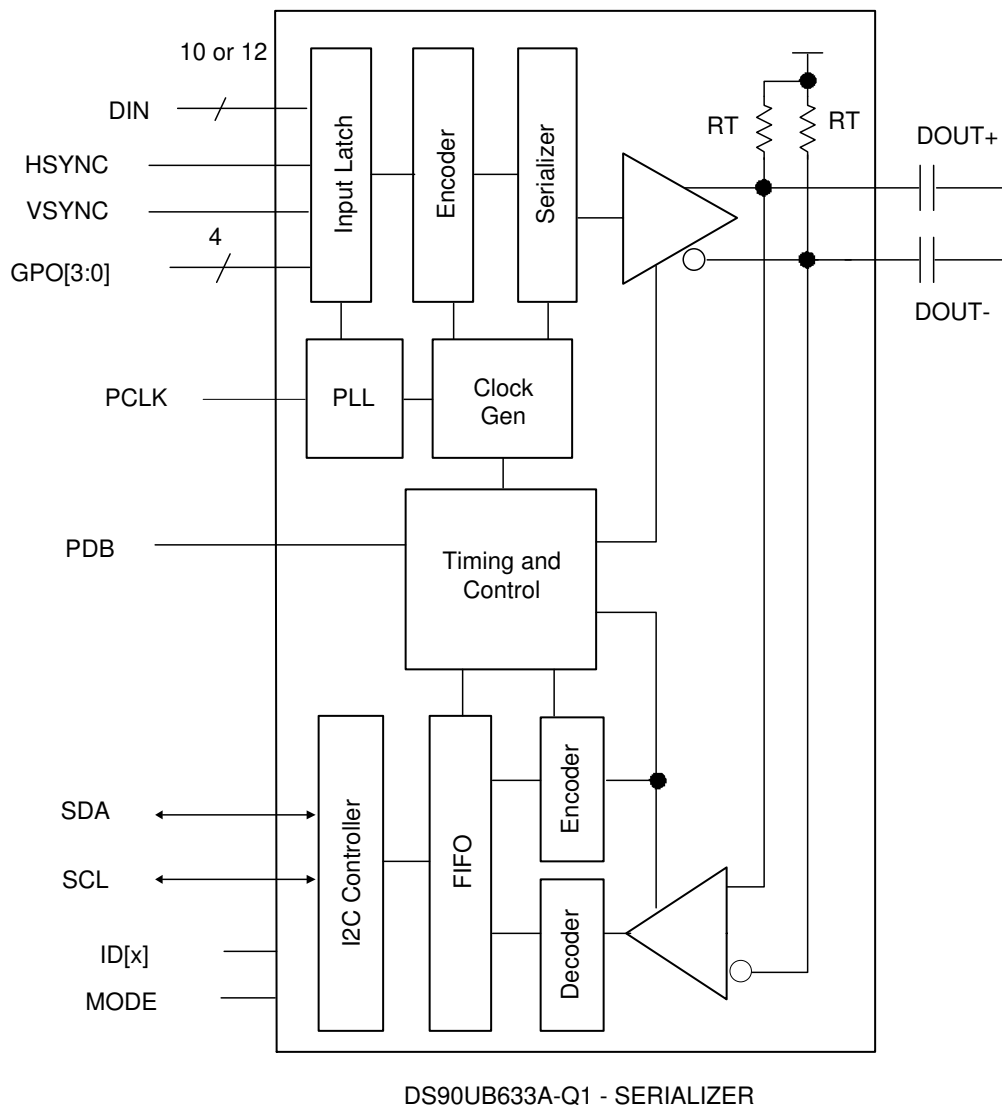 10 or 12
DIN
HSYNC
VSYNC
4
GPO[3:0]
Input Latch
Encoder
Serializer
RT
RT
DOUT+
DOUT-
PCLK
PLL
Clock
Gen
PDB
Timing and
Control
SDA
SCL
ID[x]
MODE
I2C Controller
FIFO
Encoder
Decoder
DS90UB633A-Q1 - SERIALIZER